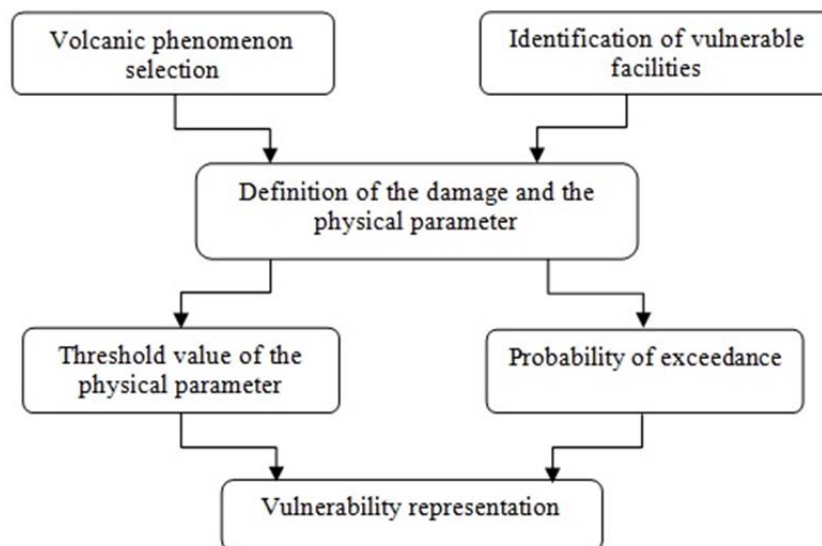 Volcanic phenomenon
selection
Identification of vulnerable
facilities
Definition of the damage and the
physical parameter
Threshold value of the
physical parameter
Probability of exceedance
Vulnerability representation